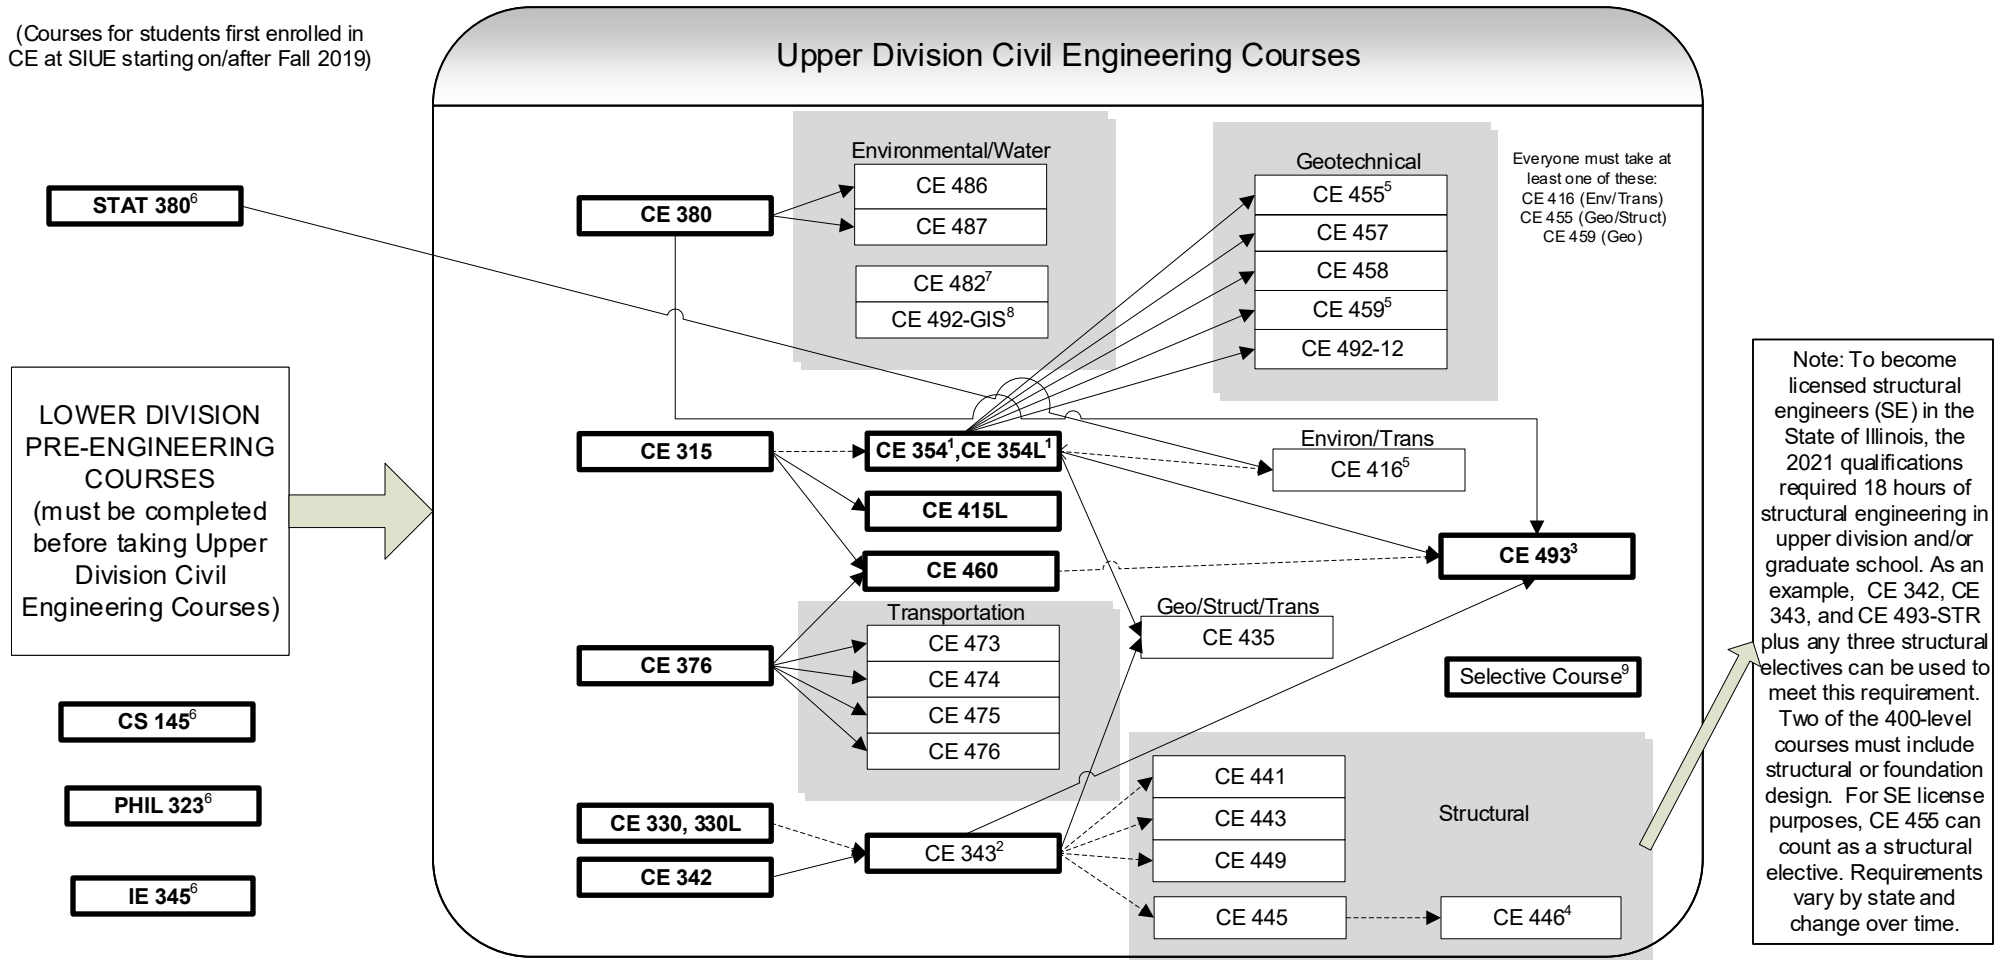 (Courses for students first enrolled in
CE at SIUE starting on/after Fall 2019)
Upper Division Civil Engineering Courses
STAT 380⁶
LOWER DIVISION
PRE-ENGINEERING
COURSES
(must be completed
before taking Upper
Division Civil
Engineering Courses)
CS 145⁶
PHIL 323⁶
IE 345⁶
CE 380
CE 315
CE 376
CE 330, 330L
CE 342
Environmental/Water
CE 486
CE 487
CE 482⁷
CE 492-GIS⁸
CE 354¹,CE 354L¹
CE 415L
CE 460
Transportation
CE 473
CE 474
CE 475
CE 476
CE 343²
Geotechnical
CE 455⁵
CE 457
CE 458
CE 459⁵
CE 492-12
Everyone must take at
least one of these:
CE 416 (Env/Trans)
CE 455 (Geo/Struct)
CE 459 (Geo)
Environ/Trans
CE 416⁵
CE 493³
Geo/Struct/Trans
CE 435
Selective Course⁹
Structural
CE 441
CE 443
CE 449
CE 445
CE 446⁴
Note: To become
licensed structural
engineers (SE) in the
State of Illinois, the
2021 qualifications
required 18 hours of
structural engineering in
upper division and/or
graduate school. As an
example, CE 342, CE
343, and CE 493-STR
plus any three structural
electives can be used to
meet this requirement.
Two of the 400-level
courses must include
structural or foundation
design. For SE license
purposes, CE 455 can
count as a structural
elective. Requirements
vary by state and
change over time.